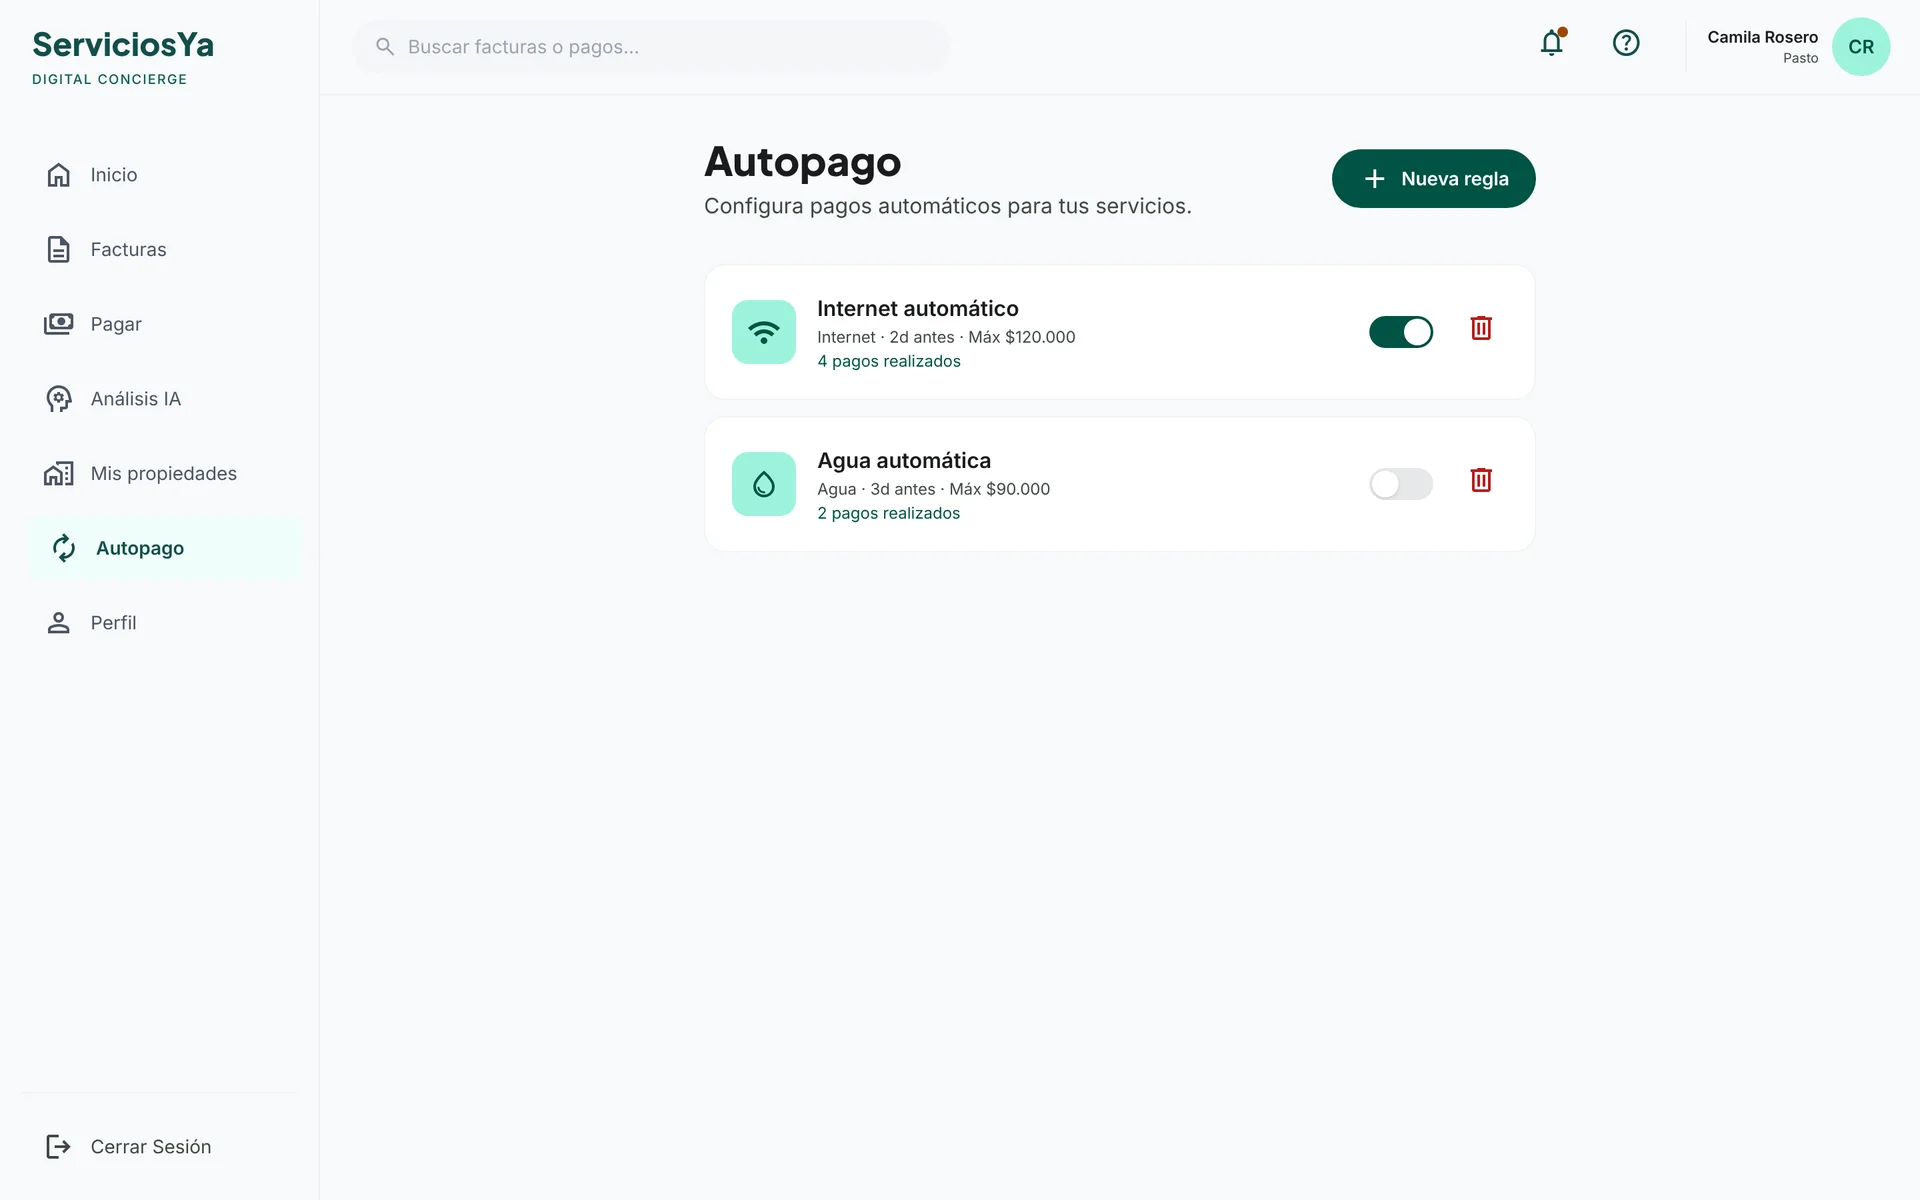 ServiciosYa
DIGITAL CONCIERGE
Inicio
Facturas
Pagar
Análisis IA
Mis propiedades
Autopago
Perfil
Cerrar Sesión
Buscar facturas o pagos...
Camila Rosero
Pasto
CR
Autopago
Configura pagos automáticos para tus servicios.
Nueva regla
Internet automático
Internet · 2d antes · Máx $120.000
4 pagos realizados
Agua automática
Agua · 3d antes · Máx $90.000
2 pagos realizados